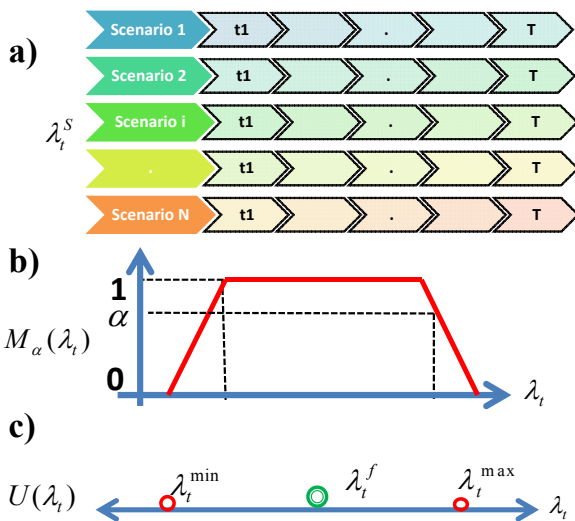 a)
Scenario 1 t1 . T
Scenario 2 t1 . T
λ_t^S Scenario i t1 . T
. t1 . T
Scenario N t1 . T
b)
1
α
M_α(λ_t)
0
λ_t
c)
λ_t^min λ_t^f λ_t^max
U(λ_t) λ_t